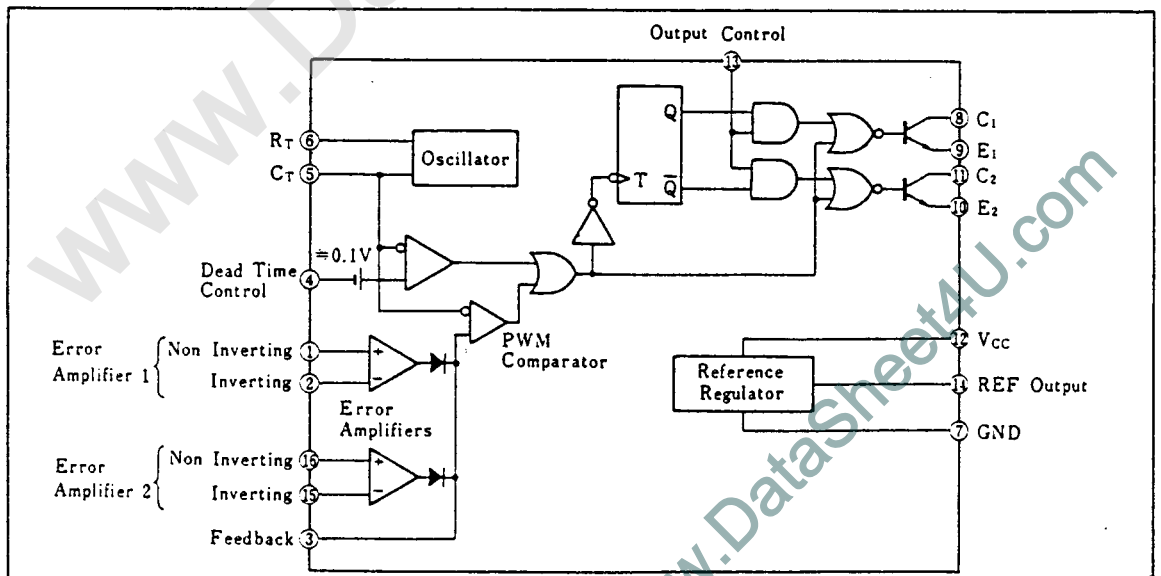 Output Control
13
RT 6
CT 5
Oscillator
Q
T
Q̅
8 C1
9 E1
11 C2
10 E2
≒0.1V
Dead Time
Control
4
PWM
Comparator
Error
Amplifier 1
Non Inverting 1
Inverting 2
+
−
Error
Amplifiers
Error
Amplifier 2
Non Inverting 16
Inverting 15
+
−
Feedback 3
Reference
Regulator
12 VCC
14 REF Output
7 GND
www.D
w.DataSheet4U.com